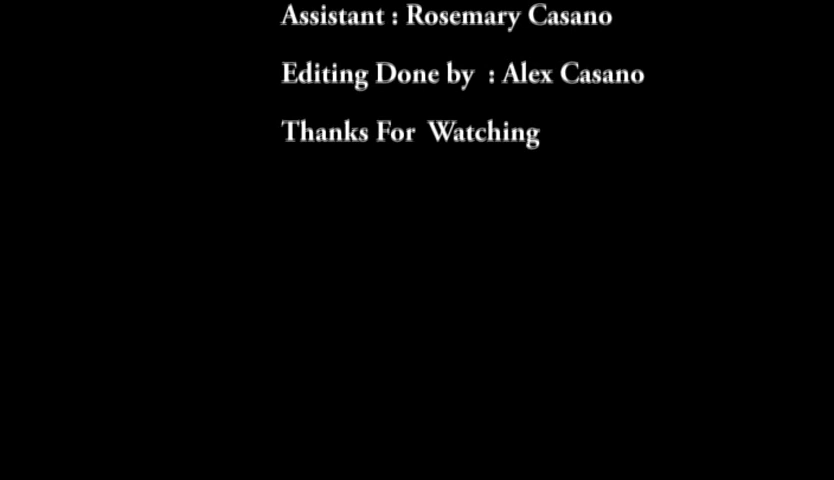 Assistant : Rosemary Casano
Editing Done by  : Alex Casano
Thanks For  Watching